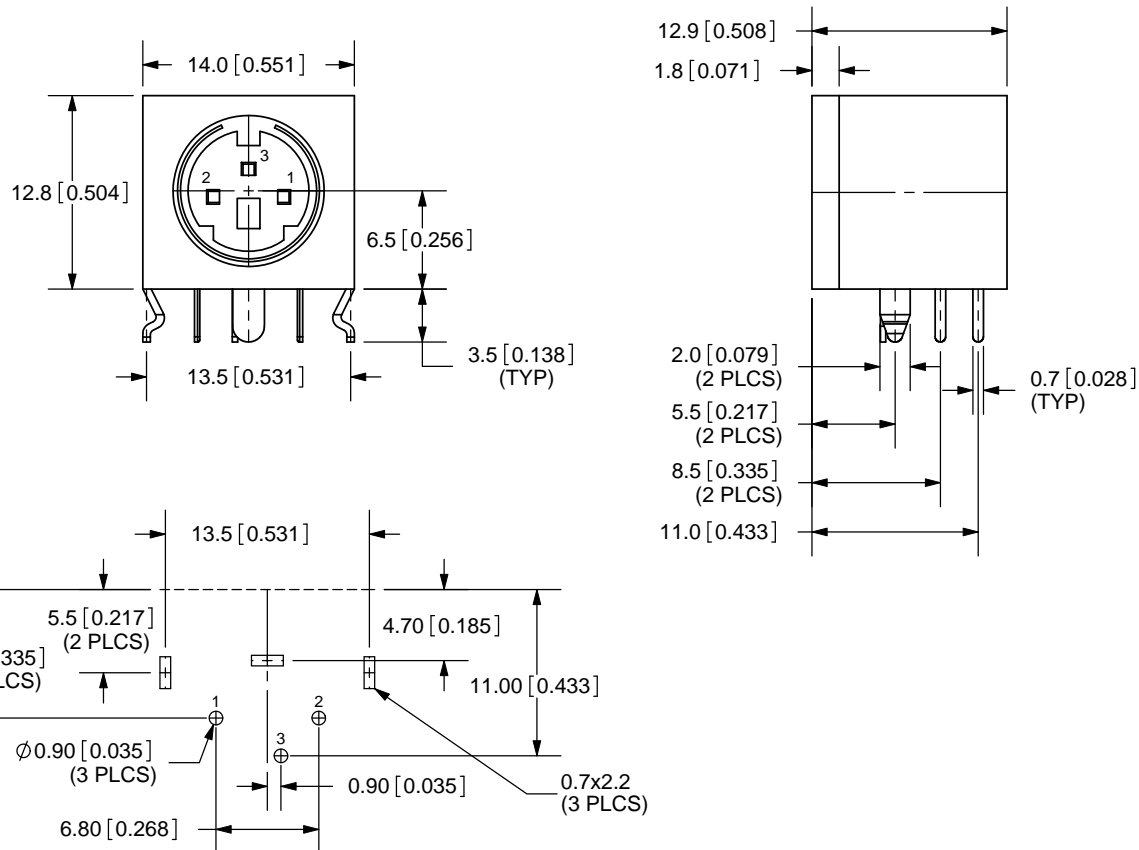 14.0 [0.551]
12.8 [0.504]
3
2
1
6.5 [0.256]
3.5 [0.138]
(TYP)
13.5 [0.531]
12.9 [0.508]
1.8 [0.071]
2.0 [0.079]
(2 PLCS)
0.7 [0.028]
(TYP)
5.5 [0.217]
(2 PLCS)
8.5 [0.335]
(2 PLCS)
11.0 [0.433]
13.5 [0.531]
5.5 [0.217]
(2 PLCS)
4.70 [0.185]
335]
LCS)
11.00 [0.433]
1
2
3
Ø0.90 [0.035]
(3 PLCS)
0.90 [0.035]
0.7x2.2
(3 PLCS)
6.80 [0.268]